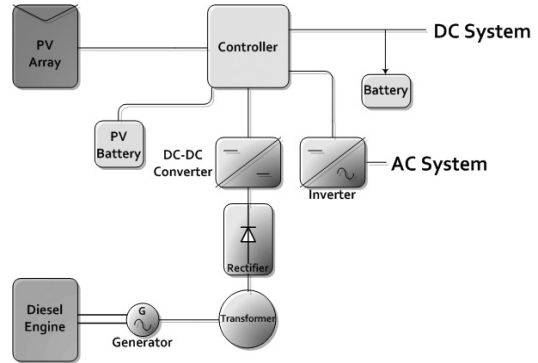 PV
Array
Controller
DC System
Battery
PV
Battery
DC-DC
Converter
AC System
Inverter
Rectifier
Diesel
Engine
G
Generator
Transformer